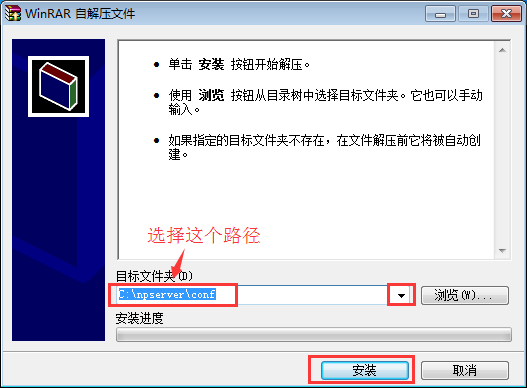 WinRAR 自解压文件
单击 安装 按钮开始解压。
使用 浏览 按钮从目录树中选择目标文件夹。它也可以手动
输入。
如果指定的目标文件夹不存在，在文件解压前它将被自动创
建。
选择这个路径
目标文件夹(D)
C:\npserver\conf
浏览(W)...
安装进度
安装
取消